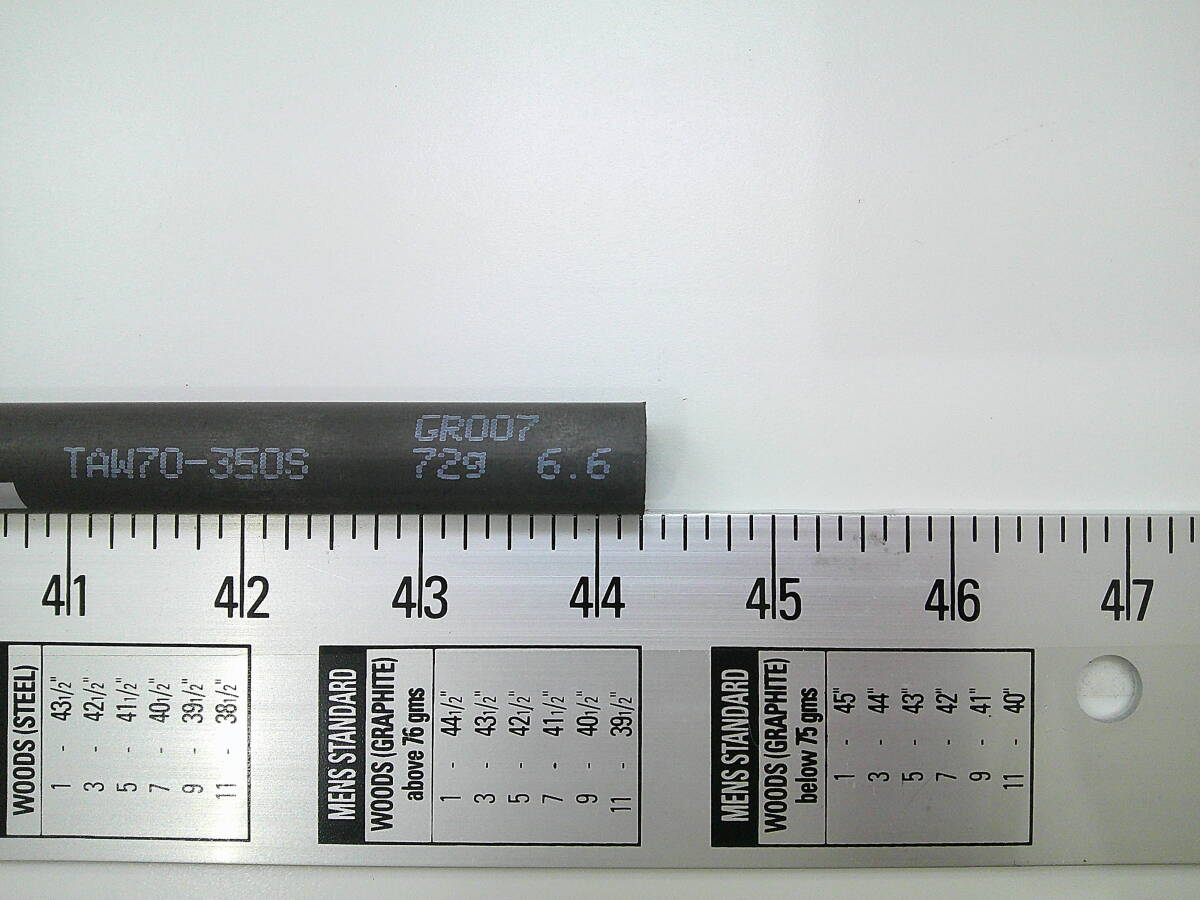 GR007
TAW70-350S 72g 6.6
41 42 43 44 45 46 47
WOODS (STEEL)
1 - 43 1/2"
3 - 42 1/2"
5 - 41 1/2"
7 - 40 1/2"
9 - 39 1/2"
11 - 38 1/2"
MENS STANDARD
WOODS (GRAPHITE)
above 76 gms
1 - 44 1/2"
3 - 43 1/2"
5 - 42 1/2"
7 - 41 1/2"
9 - 40 1/2"
11 - 39 1/2"
MENS STANDARD
WOODS (GRAPHITE)
below 75 gms
1 - 45"
3 - 44"
5 - 43"
7 - 42"
9 - 41"
11 - 40"